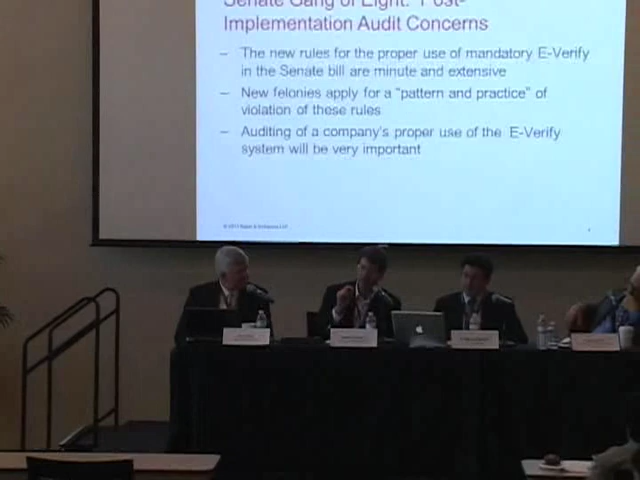 Senate Gang of Eight: Post-
Implementation Audit Concerns
– The new rules for the proper use of mandatory E-Verify
in the Senate bill are minute and extensive
– New felonies apply for a “pattern and practice” of
violation of these rules
– Auditing of a company's proper use of the E-Verify
system will be very important